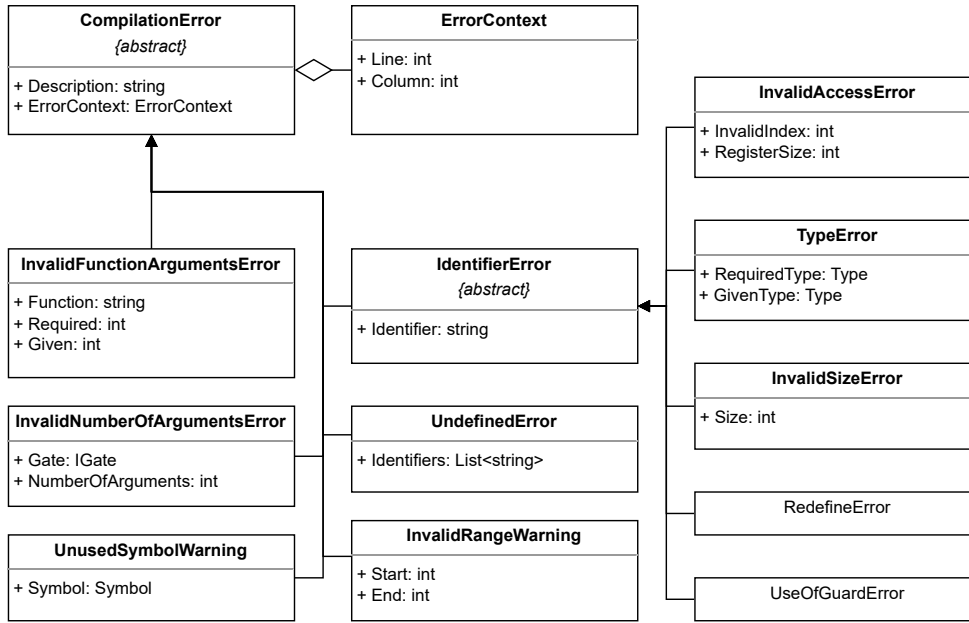 CompilationError
{abstract}
+ Description: string
+ ErrorContext: ErrorContext
ErrorContext
+ Line: int
+ Column: int
InvalidAccessError
+ InvalidIndex: int
+ RegisterSize: int
InvalidFunctionArgumentsError
+ Function: string
+ Required: int
+ Given: int
IdentifierError
{abstract}
+ Identifier: string
TypeError
+ RequiredType: Type
+ GivenType: Type
InvalidSizeError
+ Size: int
InvalidNumberOfArgumentsError
+ Gate: IGate
+ NumberOfArguments: int
UndefinedError
+ Identifiers: List<string>
RedefineError
UnusedSymbolWarning
+ Symbol: Symbol
InvalidRangeWarning
+ Start: int
+ End: int
UseOfGuardError